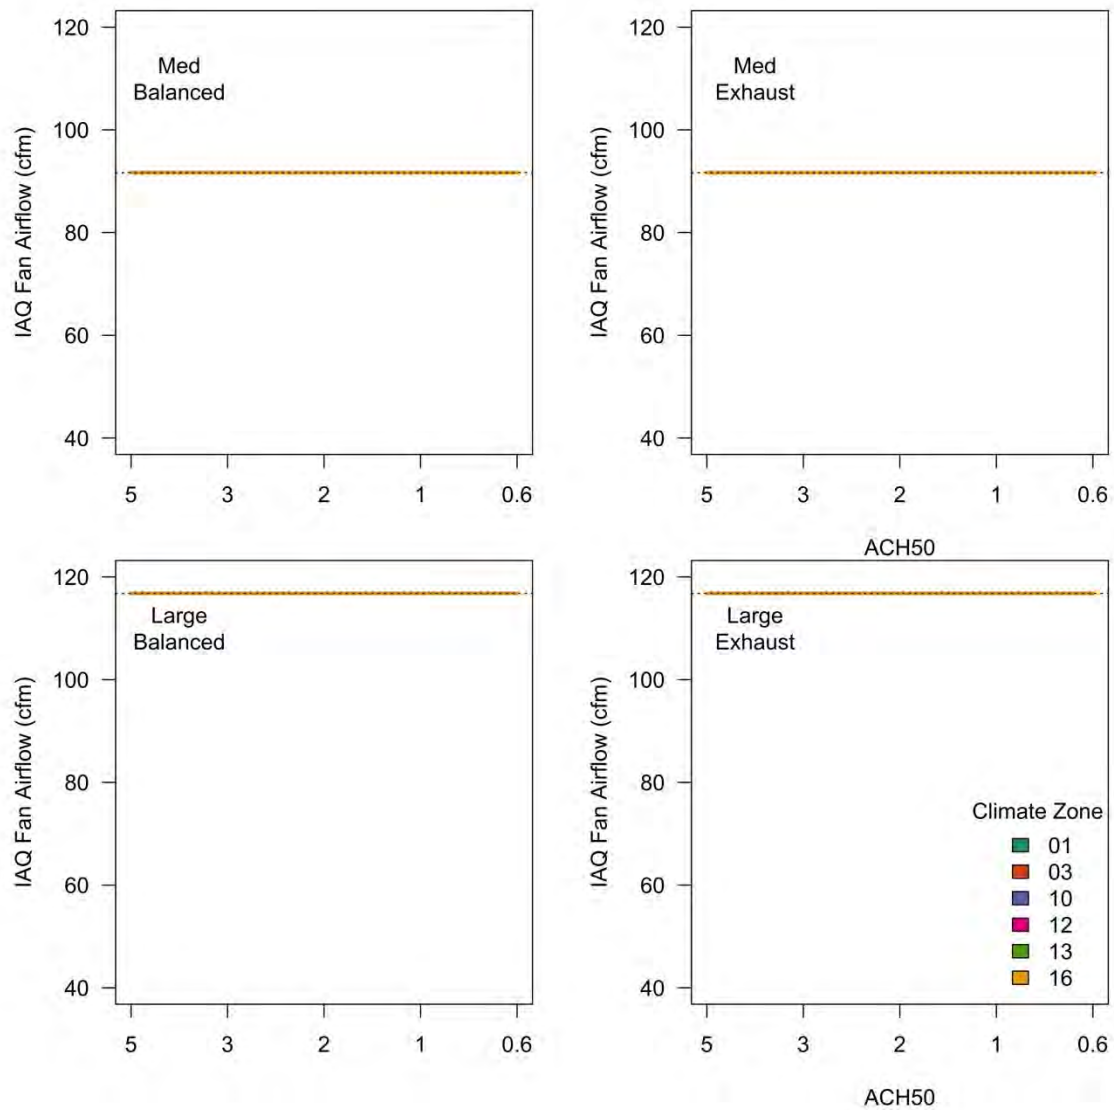 120
100
80
60
40
IAQ Fan Airflow (cfm)
Med
Balanced
5 3 2 1 0.6
120
100
80
60
40
IAQ Fan Airflow (cfm)
Med
Exhaust
5 3 2 1 0.6
ACH50
120
100
80
60
40
IAQ Fan Airflow (cfm)
Large
Balanced
5 3 2 1 0.6
120
100
80
60
40
IAQ Fan Airflow (cfm)
Large
Exhaust
Climate Zone
01
03
10
12
13
16
5 3 2 1 0.6
ACH50